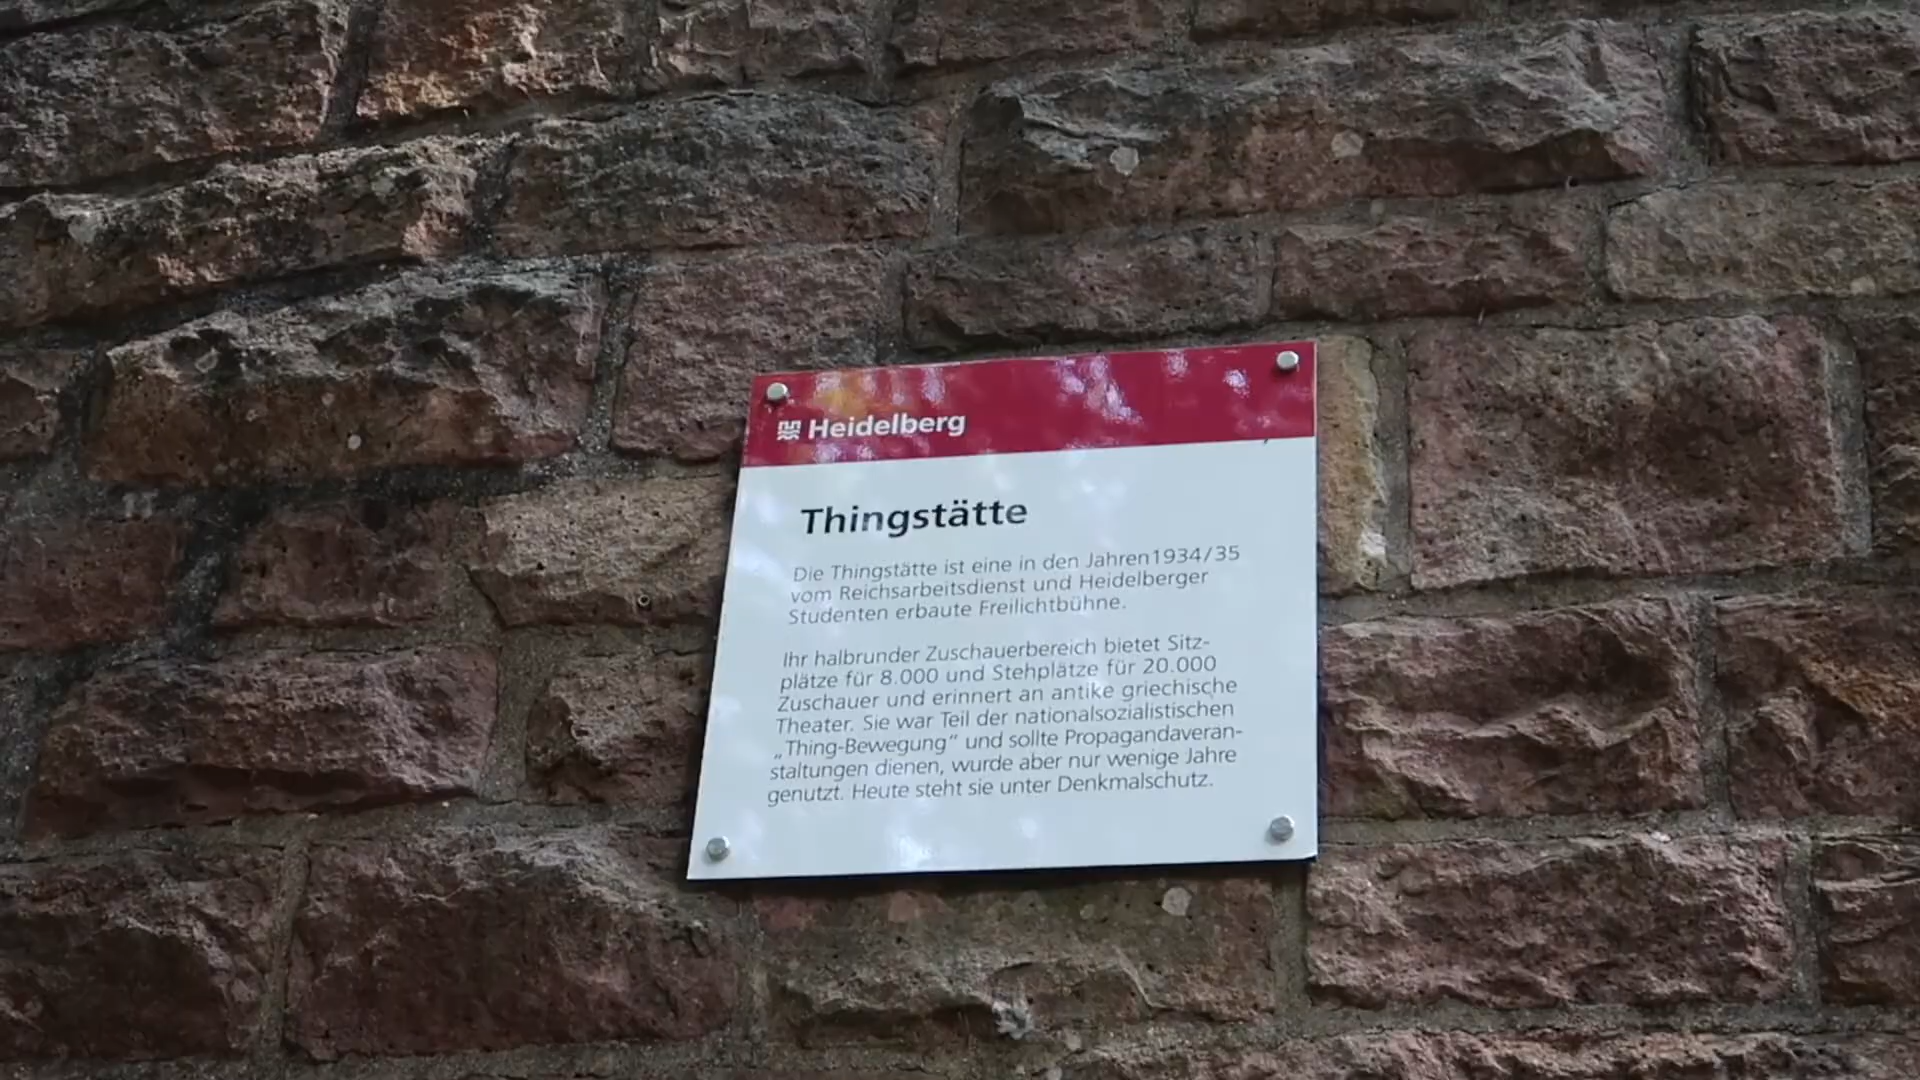 Heidelberg
Thingstätte
Die Thingstätte ist eine in den Jahren1934/35
vom Reichsarbeitsdienst und Heidelberger
Studenten erbaute Freilichtbühne.
Ihr halbrunder Zuschauerbereich bietet Sitz-
plätze für 8.000 und Stehplätze für 20.000
Zuschauer und erinnert an antike griechische
Theater. Sie war Teil der nationalsozialistischen
„Thing-Bewegung“ und sollte Propagandaveran-
staltungen dienen, wurde aber nur wenige Jahre
genutzt. Heute steht sie unter Denkmalschutz.